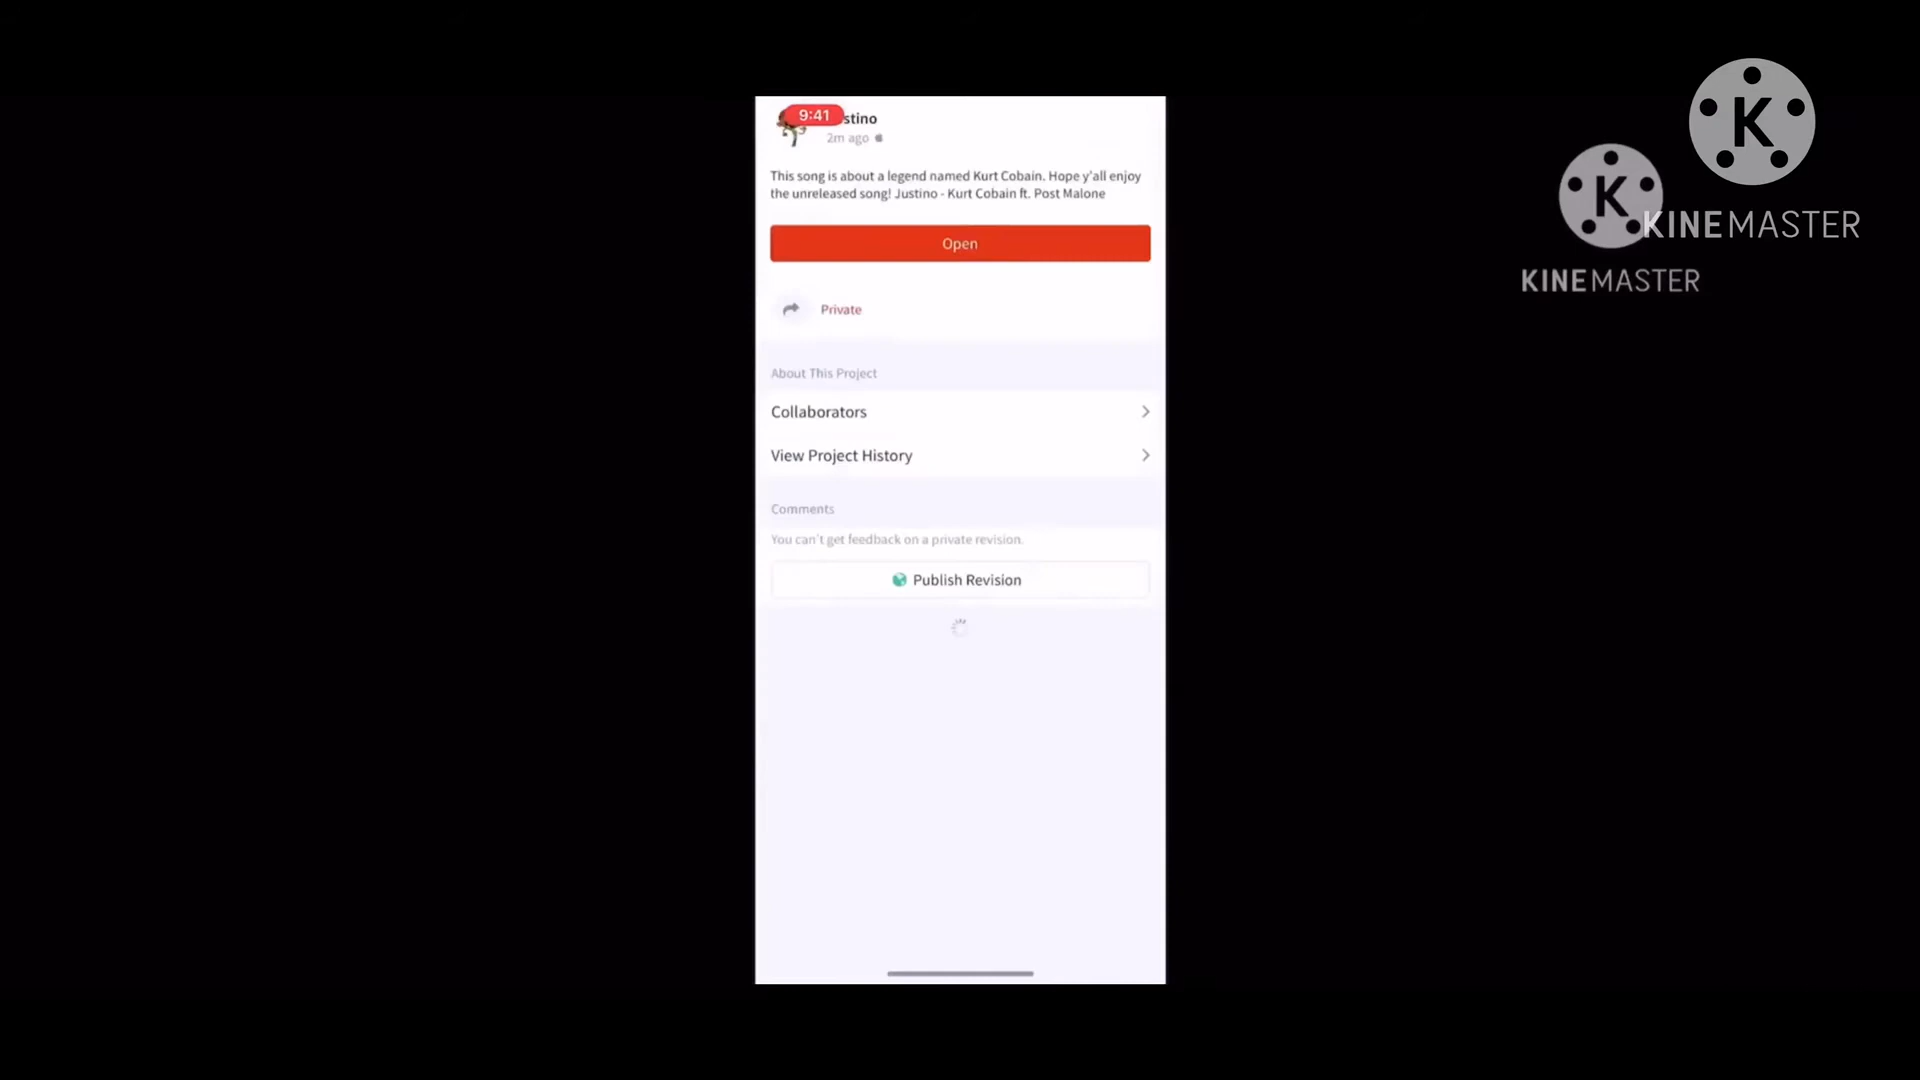 9:41
stino
2m ago
This song is about a legend named Kurt Cobain. Hope y'all enjoy
the unreleased song! Justino - Kurt Cobain ft. Post Malone
Open
Private
About This Project
Collaborators
View Project History
Comments
You can't get feedback on a private revision.
Publish Revision
K
KINEMASTER
K
KINEMASTER